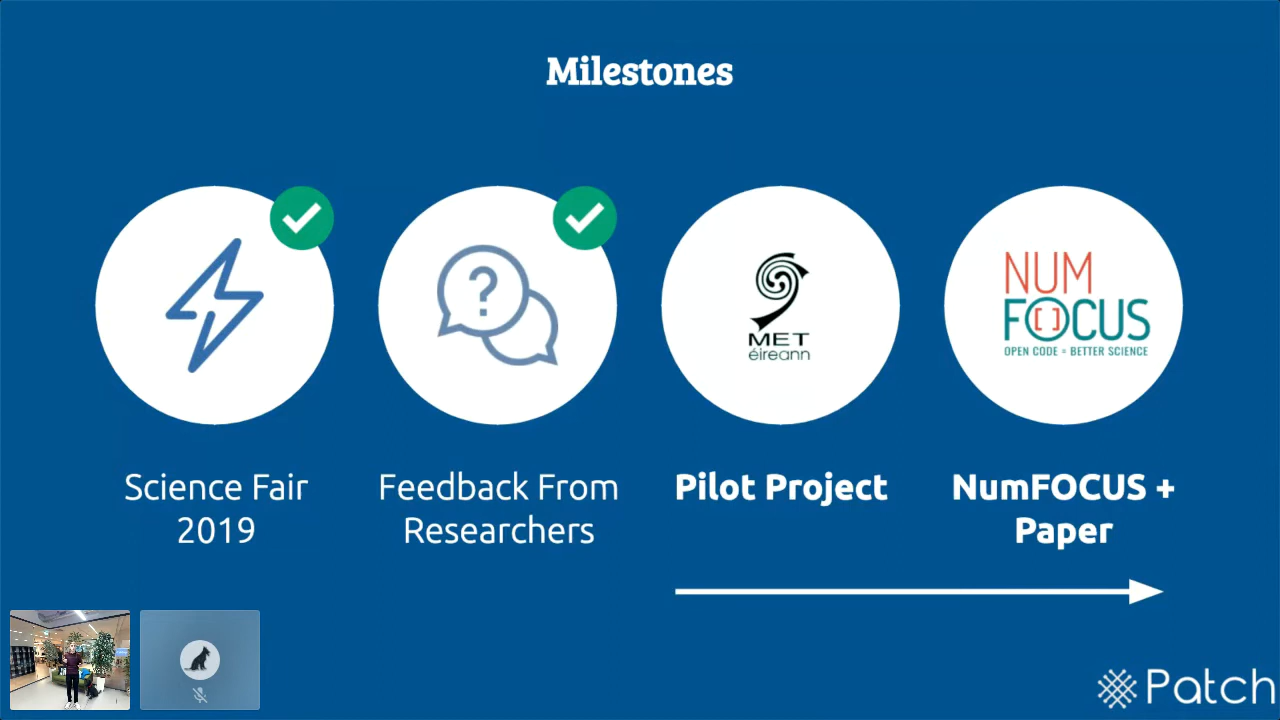 Milestones
MET
éireann
NUM
FOCUS
OPEN CODE = BETTER SCIENCE
Science Fair
2019
Feedback From
Researchers
Pilot Project
NumFOCUS +
Paper
Patch